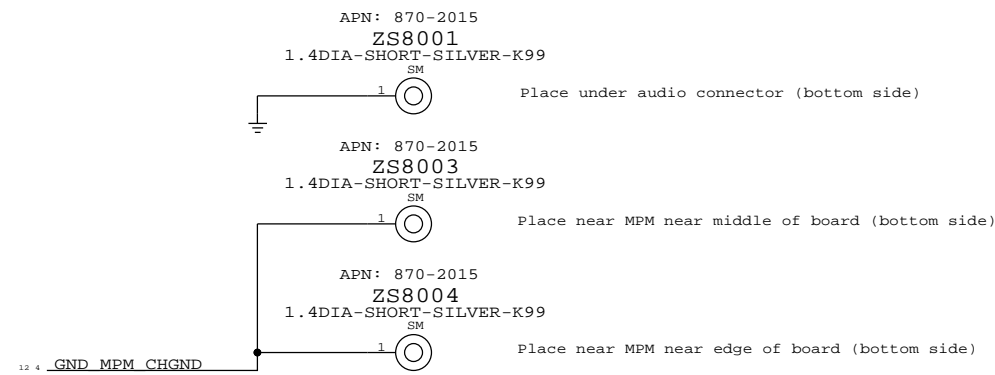 APN: 870-2015
ZS8001
1.4DIA-SHORT-SILVER-K99
SM
1
Place under audio connector (bottom side)
APN: 870-2015
ZS8003
1.4DIA-SHORT-SILVER-K99
SM
1
Place near MPM near middle of board (bottom side)
APN: 870-2015
ZS8004
1.4DIA-SHORT-SILVER-K99
SM
1
Place near MPM near edge of board (bottom side)
12 4 GND_MPM_CHGND